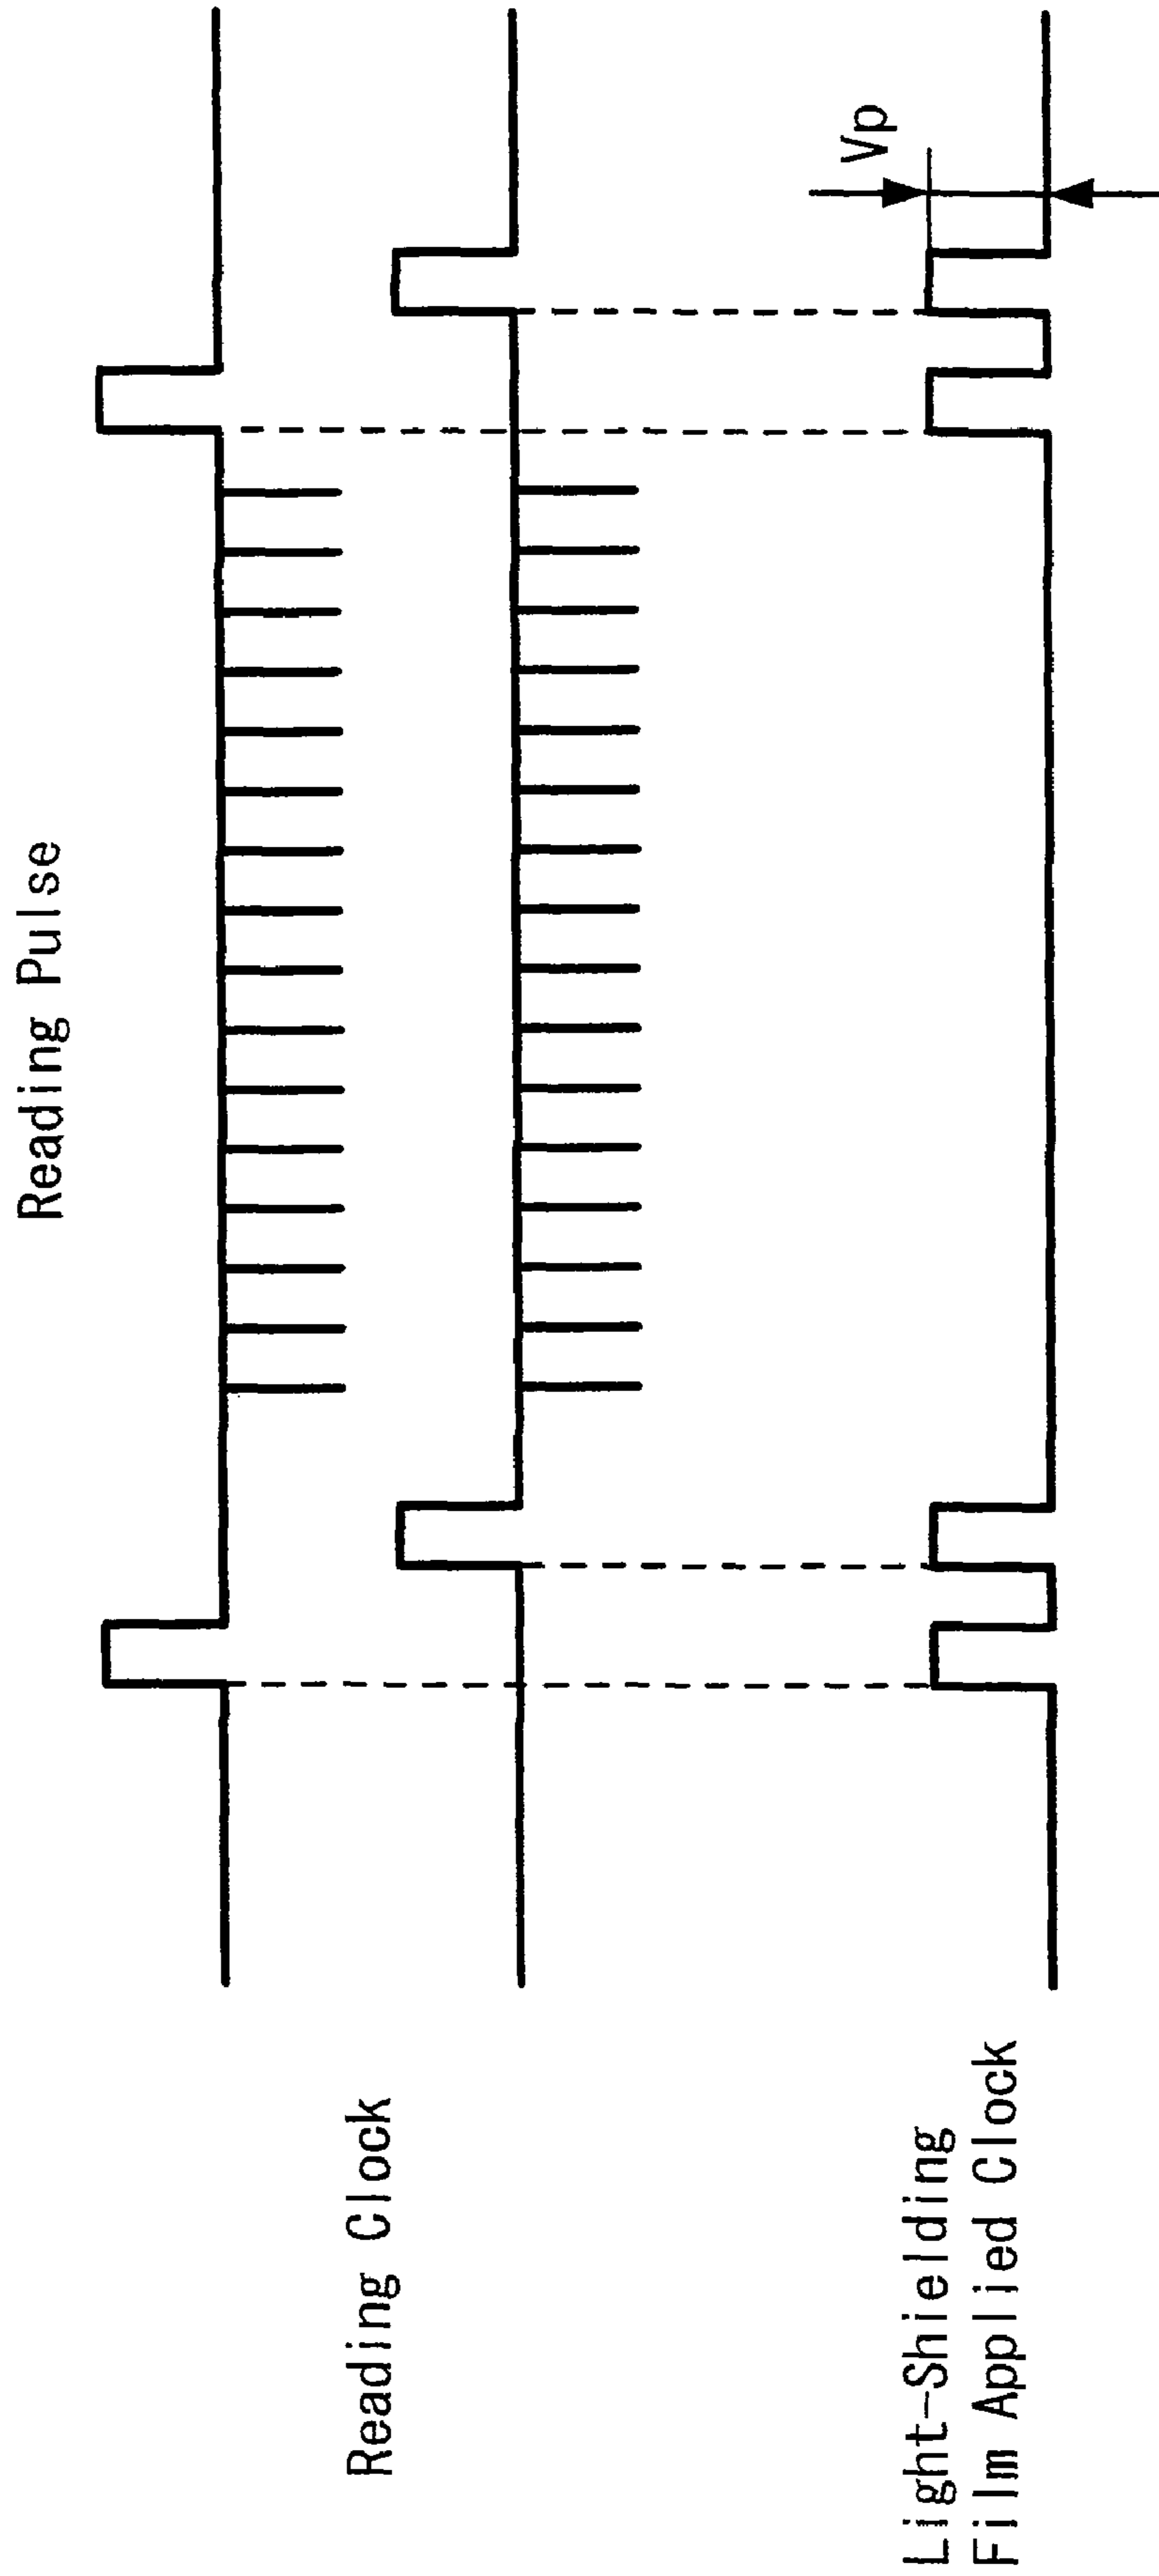 Reading Pulse
Reading Clock
Vp
Light-Shielding
Film Applied Clock